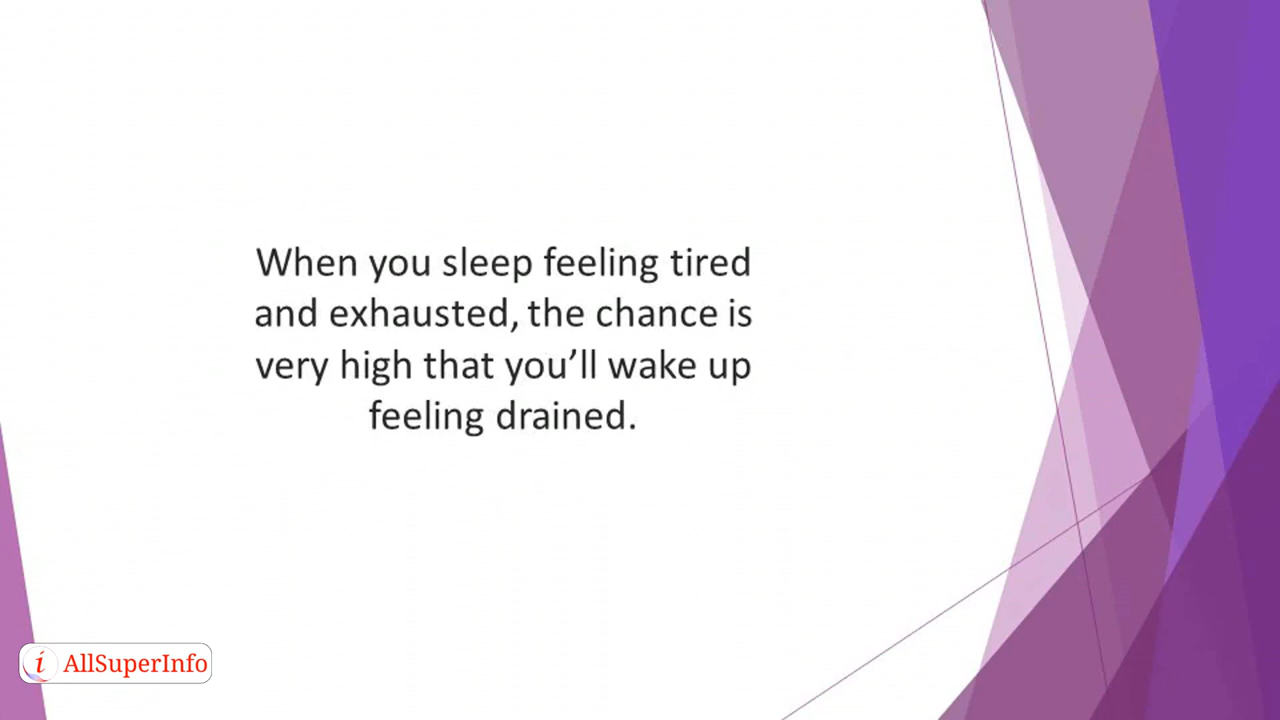 When you sleep feeling tired
and exhausted, the chance is
very high that you’ll wake up
feeling drained.
i AllSuperInfo